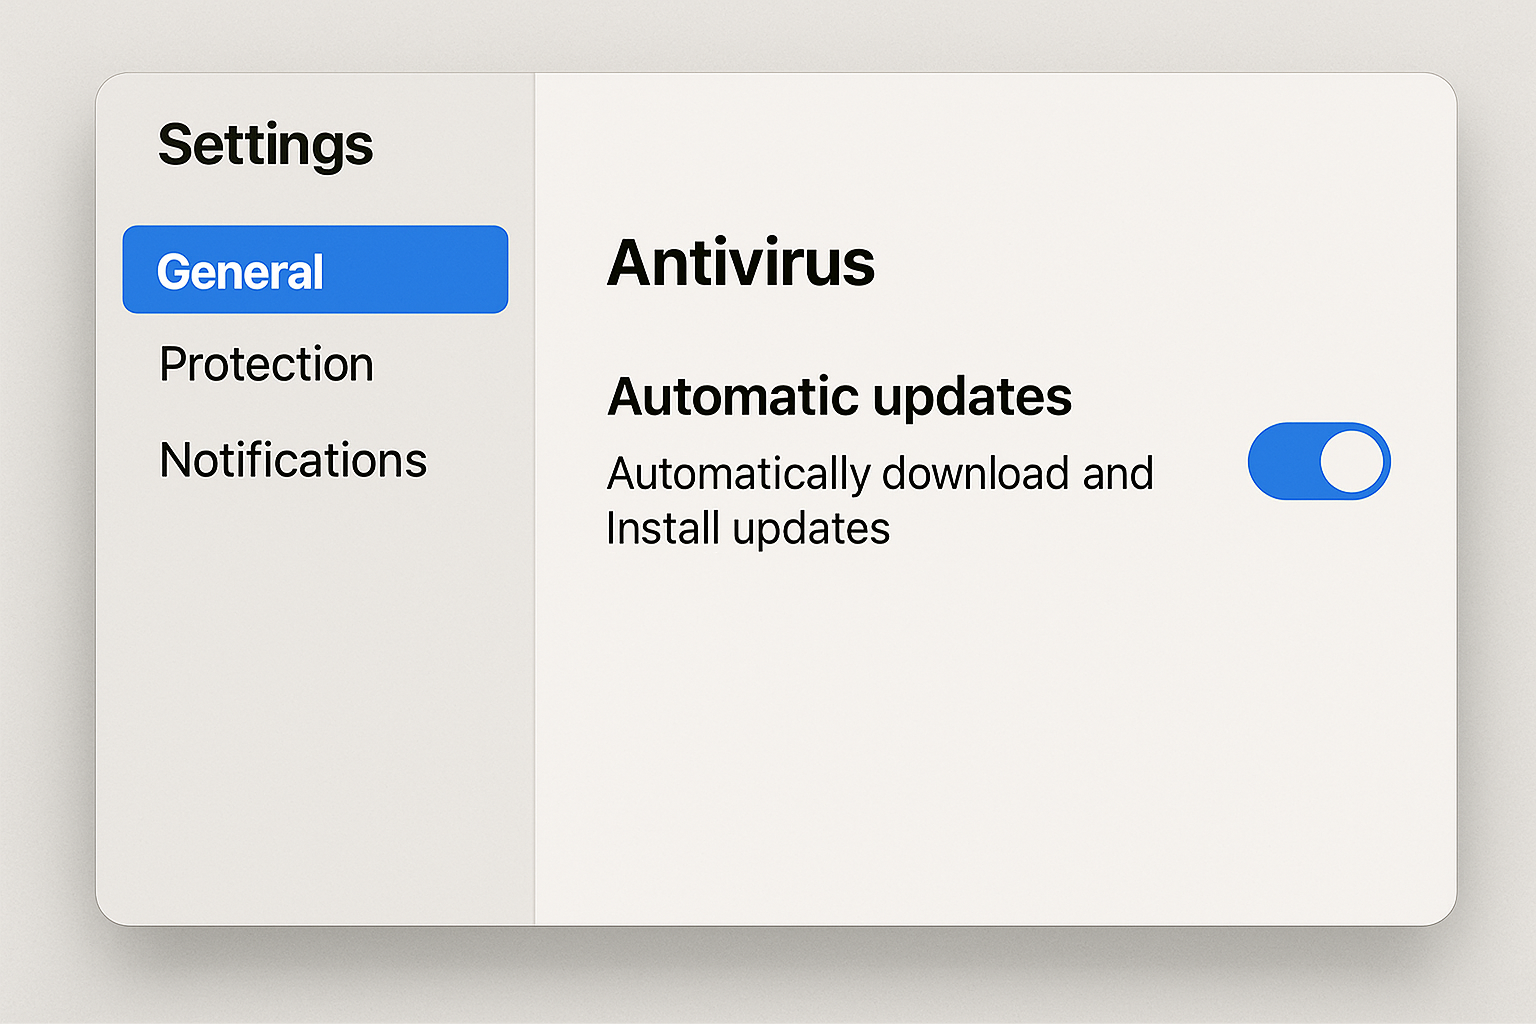 Settings
General
Protection
Notifications
Antivirus
Automatic updates
Automatically download and
Install updates